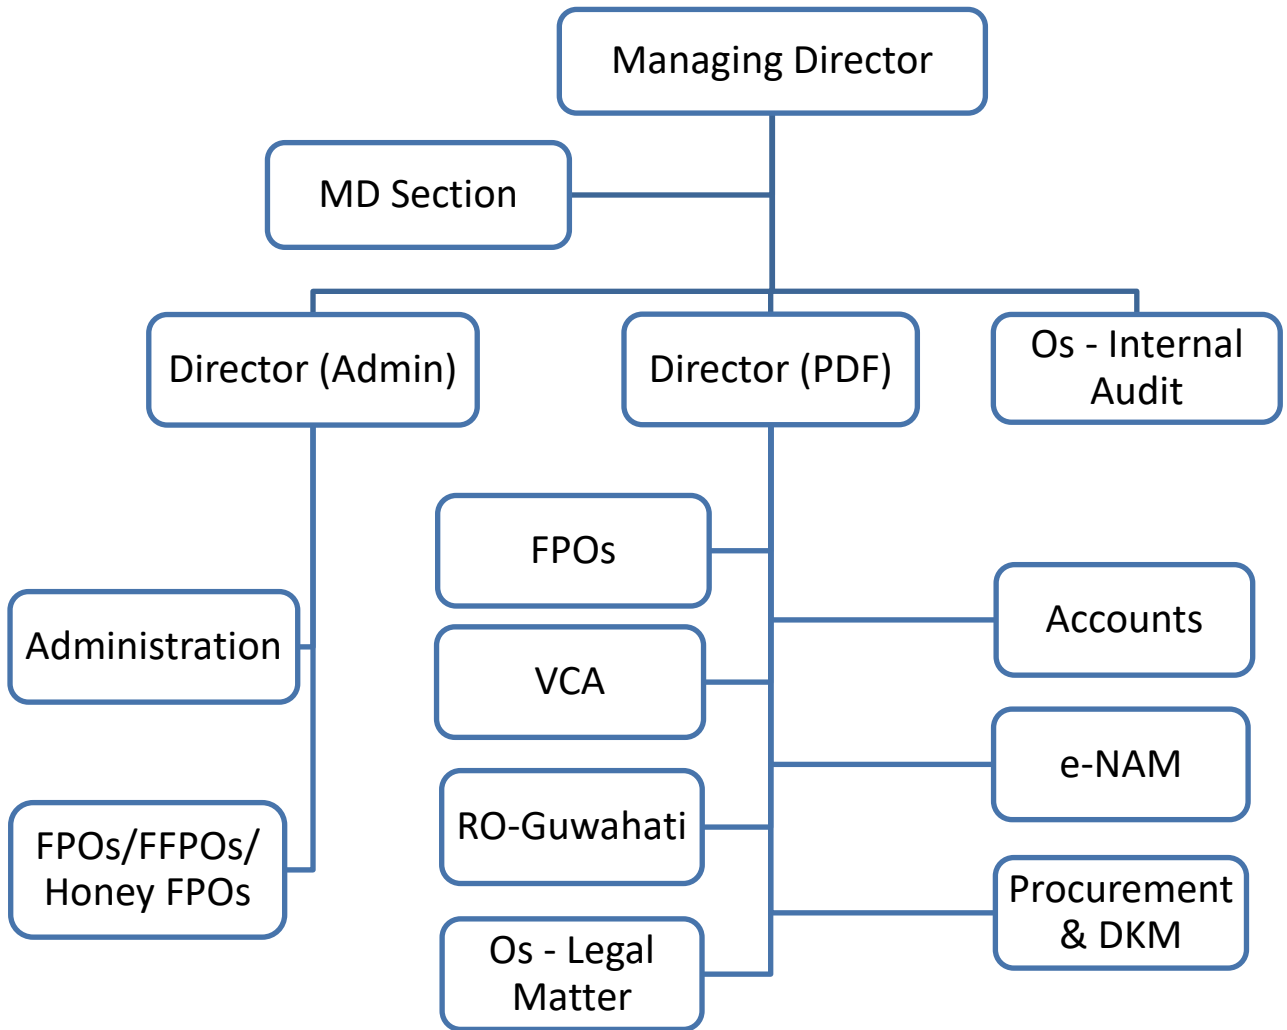 Managing Director
MD Section
Director (Admin)
Director (PDF)
Os - Internal
Audit
FPOs
Accounts
Administration
VCA
e-NAM
RO-Guwahati
FPOs/FFPOs/
Honey FPOs
Procurement
& DKM
Os - Legal
Matter